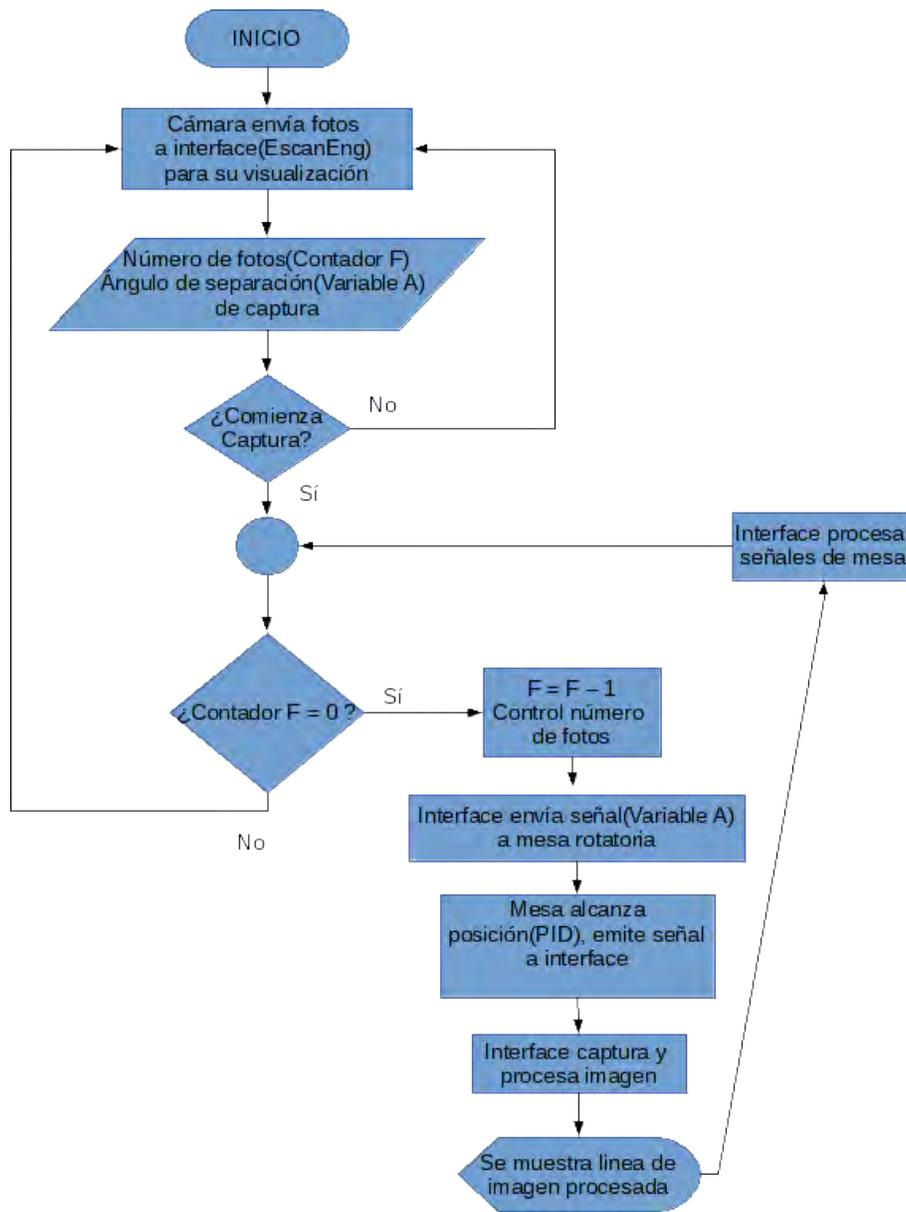 INICIO
Cámara envía fotos
a interface(EscanEng)
para su visualización
Número de fotos(Contador F)
Ángulo de separación(Variable A)
de captura
¿Comienza
Captura?
No
Sí
Interface procesa
señales de mesa
¿Contador F = 0 ?
Sí
No
F = F – 1
Control número
de fotos
Interface envía señal(Variable A)
a mesa rotatoria
Mesa alcanza
posición(PID), emite señal
a interface
Interface captura y
procesa imagen
Se muestra linea de
imagen procesada